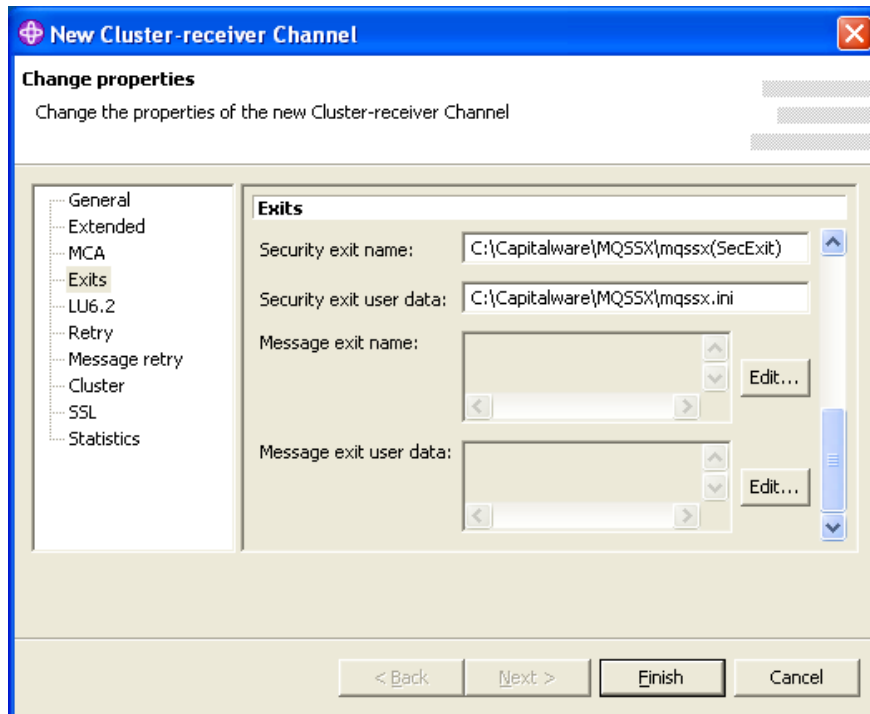 New Cluster-receiver Channel
Change properties
Change the properties of the new Cluster-receiver Channel
General
Extended
MCA
Exits
LU6.2
Retry
Message retry
Cluster
SSL
Statistics
Exits
Security exit name: C:\Capitalware\MQSSX\mqssx(SecExit)
Security exit user data: C:\Capitalware\MQSSX\mqssx.ini
Message exit name:
Edit...
Message exit user data:
Edit...
< Back Next > Finish Cancel